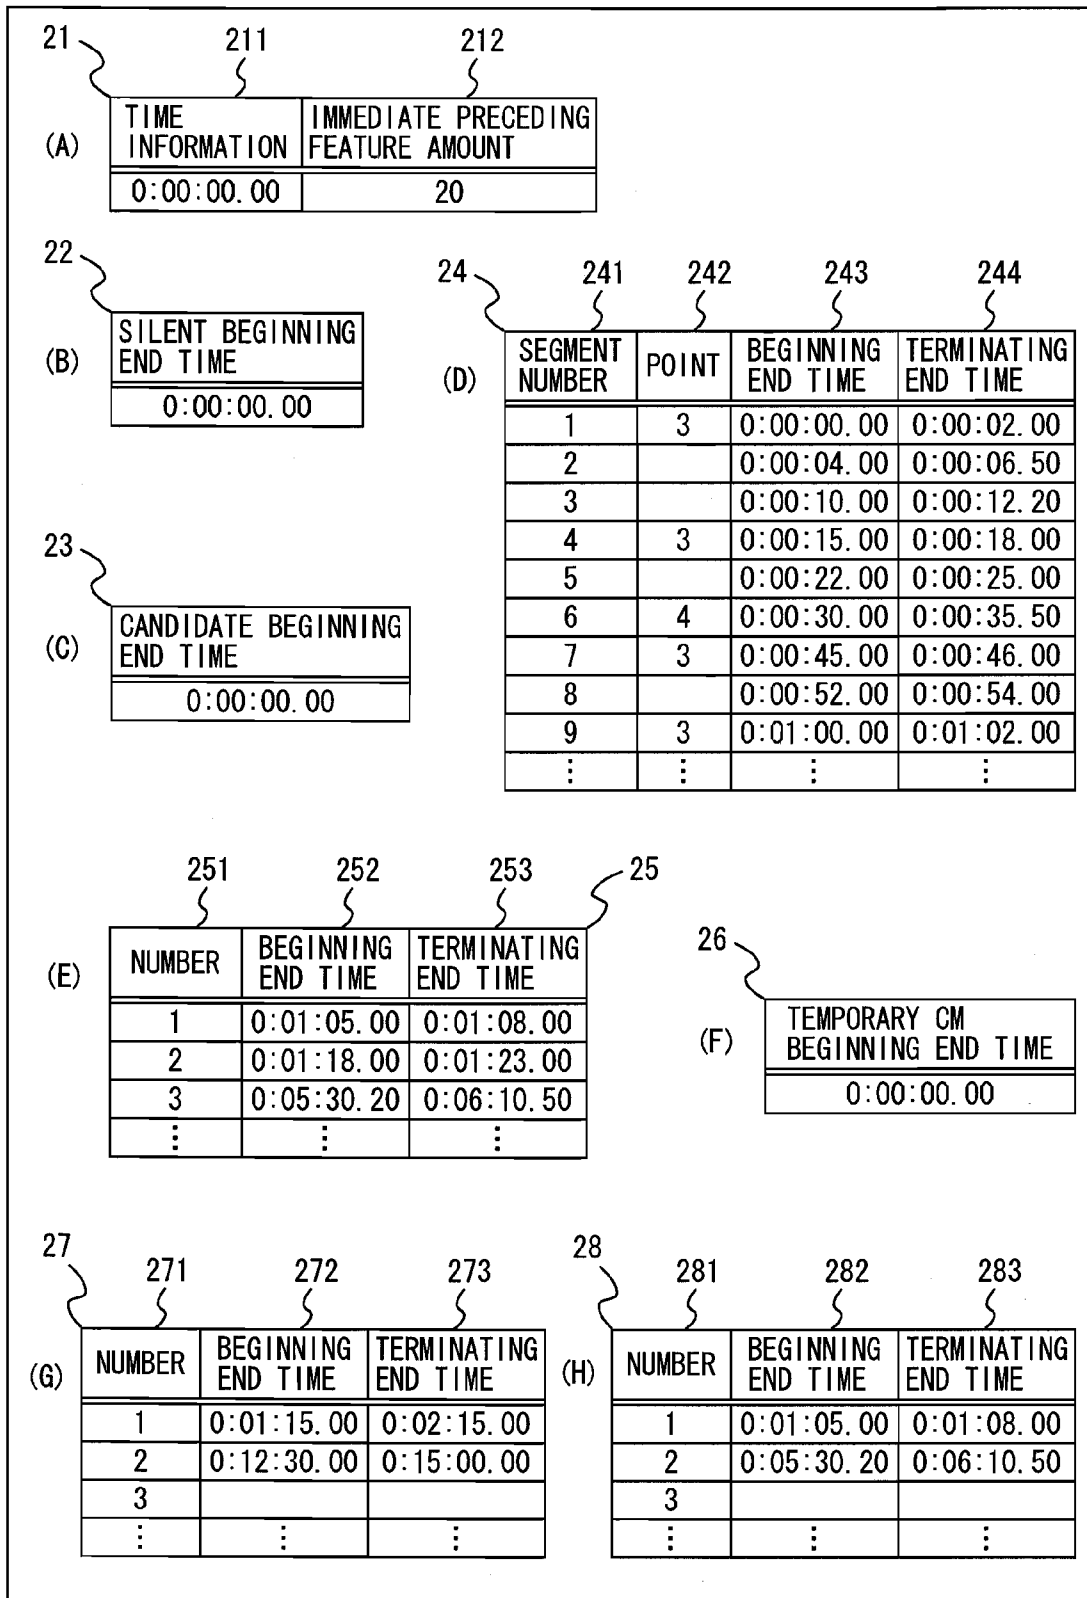 21 211 212
(A)
TIME INFORMATION
IMMEDIATE PRECEDING FEATURE AMOUNT
0:00:00.00 20
22
(B)
SILENT BEGINNING
END TIME
0:00:00.00
23
(C)
CANDIDATE BEGINNING
END TIME
0:00:00.00
24 241 242 243 244
(D)
SEGMENT NUMBER
POINT
BEGINNING END TIME
TERMINATING END TIME
1 3 0:00:00.00 0:00:02.00
2 0:00:04.00 0:00:06.50
3 0:00:10.00 0:00:12.20
4 3 0:00:15.00 0:00:18.00
5 0:00:22.00 0:00:25.00
6 4 0:00:30.00 0:00:35.50
7 3 0:00:45.00 0:00:46.00
8 0:00:52.00 0:00:54.00
9 3 0:01:00.00 0:01:02.00
⋮ ⋮ ⋮ ⋮
251 252 253 25
(E)
NUMBER
BEGINNING END TIME
TERMINATING END TIME
1 0:01:05.00 0:01:08.00
2 0:01:18.00 0:01:23.00
3 0:05:30.20 0:06:10.50
⋮ ⋮ ⋮
26
(F)
TEMPORARY CM
BEGINNING END TIME
0:00:00.00
27 271 272 273
(G)
NUMBER
BEGINNING END TIME
TERMINATING END TIME
1 0:01:15.00 0:02:15.00
2 0:12:30.00 0:15:00.00
3
⋮ ⋮ ⋮
28 281 282 283
(H)
NUMBER
BEGINNING END TIME
TERMINATING END TIME
1 0:01:05.00 0:01:08.00
2 0:05:30.20 0:06:10.50
3
⋮ ⋮ ⋮